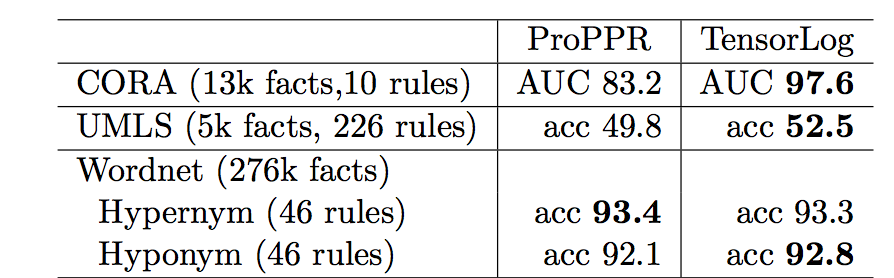 ProPPR TensorLog
CORA (13k facts,10 rules) AUC 83.2 AUC 97.6
UMLS (5k facts, 226 rules) acc 49.8 acc 52.5
Wordnet (276k facts)
Hypernym (46 rules) acc 93.4 acc 93.3
Hyponym (46 rules) acc 92.1 acc 92.8